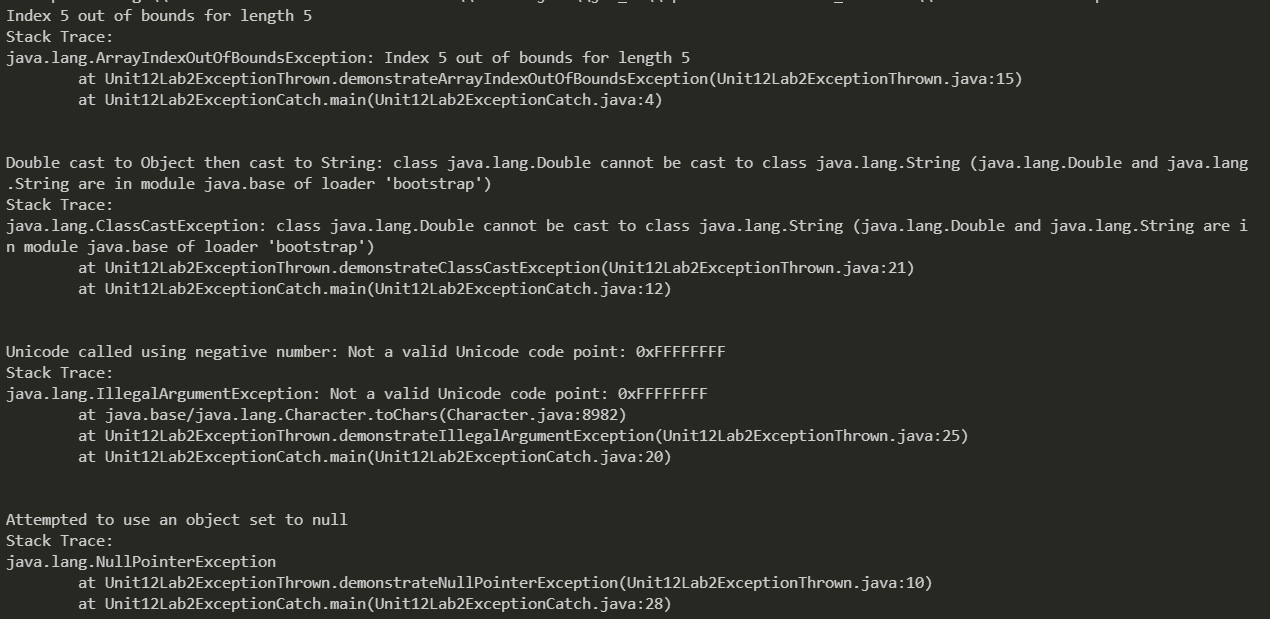 Index 5 out of bounds for length 5
Stack Trace:
java.lang.ArrayIndexOutOfBoundsException: Index 5 out of bounds for length 5
        at Unit12Lab2ExceptionThrown.demonstrateArrayIndexOutOfBoundsException(Unit12Lab2ExceptionThrown.java:15)
        at Unit12Lab2ExceptionCatch.main(Unit12Lab2ExceptionCatch.java:4)
Double cast to Object then cast to String: class java.lang.Double cannot be cast to class java.lang.String (java.lang.Double and java.lang
.String are in module java.base of loader 'bootstrap')
Stack Trace:
java.lang.ClassCastException: class java.lang.Double cannot be cast to class java.lang.String (java.lang.Double and java.lang.String are i
n module java.base of loader 'bootstrap')
        at Unit12Lab2ExceptionThrown.demonstrateClassCastException(Unit12Lab2ExceptionThrown.java:21)
        at Unit12Lab2ExceptionCatch.main(Unit12Lab2ExceptionCatch.java:12)
Unicode called using negative number: Not a valid Unicode code point: 0xFFFFFFFF
Stack Trace:
java.lang.IllegalArgumentException: Not a valid Unicode code point: 0xFFFFFFFF
        at java.base/java.lang.Character.toChars(Character.java:8982)
        at Unit12Lab2ExceptionThrown.demonstrateIllegalArgumentException(Unit12Lab2ExceptionThrown.java:25)
        at Unit12Lab2ExceptionCatch.main(Unit12Lab2ExceptionCatch.java:20)
Attempted to use an object set to null
Stack Trace:
java.lang.NullPointerException
        at Unit12Lab2ExceptionThrown.demonstrateNullPointerException(Unit12Lab2ExceptionThrown.java:10)
        at Unit12Lab2ExceptionCatch.main(Unit12Lab2ExceptionCatch.java:28)